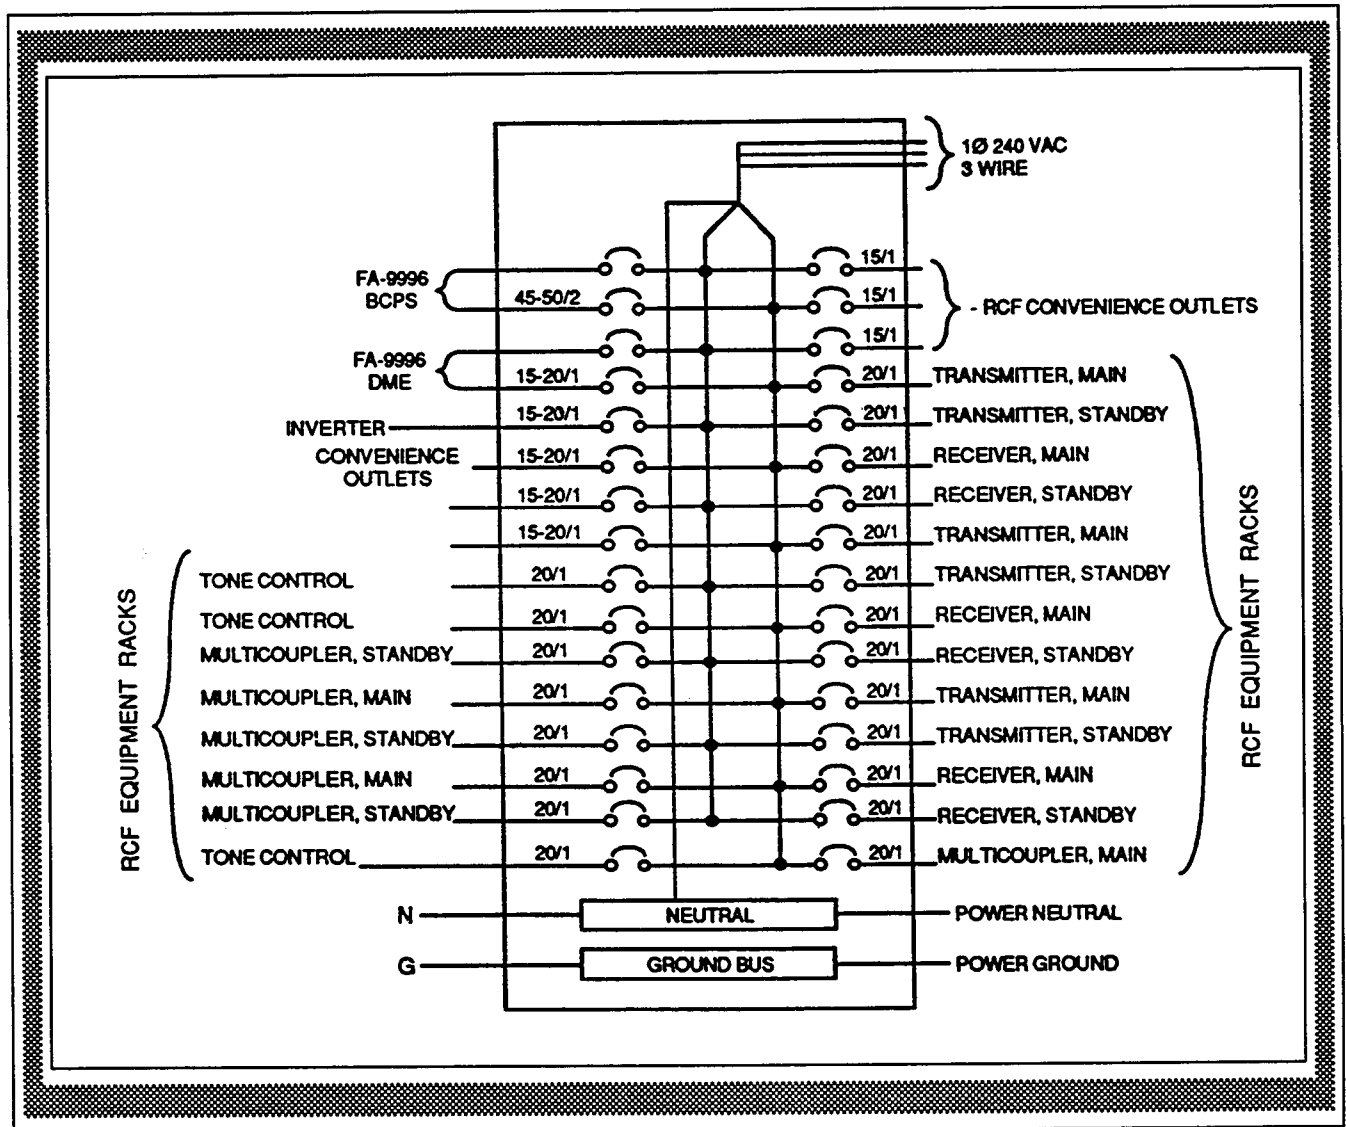 1Ø 240 VAC
3 WIRE
FA-9996
BCPS
45-50/2
15/1
15/1
15/1
- RCF CONVENIENCE OUTLETS
FA-9996
DME
15-20/1
20/1
TRANSMITTER, MAIN
INVERTER
15-20/1
20/1
TRANSMITTER, STANDBY
CONVENIENCE
OUTLETS
15-20/1
20/1
RECEIVER, MAIN
15-20/1
20/1
RECEIVER, STANDBY
15-20/1
20/1
TRANSMITTER, MAIN
TONE CONTROL
20/1
20/1
TRANSMITTER, STANDBY
TONE CONTROL
20/1
20/1
RECEIVER, MAIN
MULTICOUPLER, STANDBY
20/1
20/1
RECEIVER, STANDBY
MULTICOUPLER, MAIN
20/1
20/1
TRANSMITTER, MAIN
MULTICOUPLER, STANDBY
20/1
20/1
TRANSMITTER, STANDBY
MULTICOUPLER, MAIN
20/1
20/1
RECEIVER, MAIN
MULTICOUPLER, STANDBY
20/1
20/1
RECEIVER, STANDBY
TONE CONTROL
20/1
20/1
MULTICOUPLER, MAIN
RCF EQUIPMENT RACKS
RCF EQUIPMENT RACKS
N
NEUTRAL
POWER NEUTRAL
G
GROUND BUS
POWER GROUND